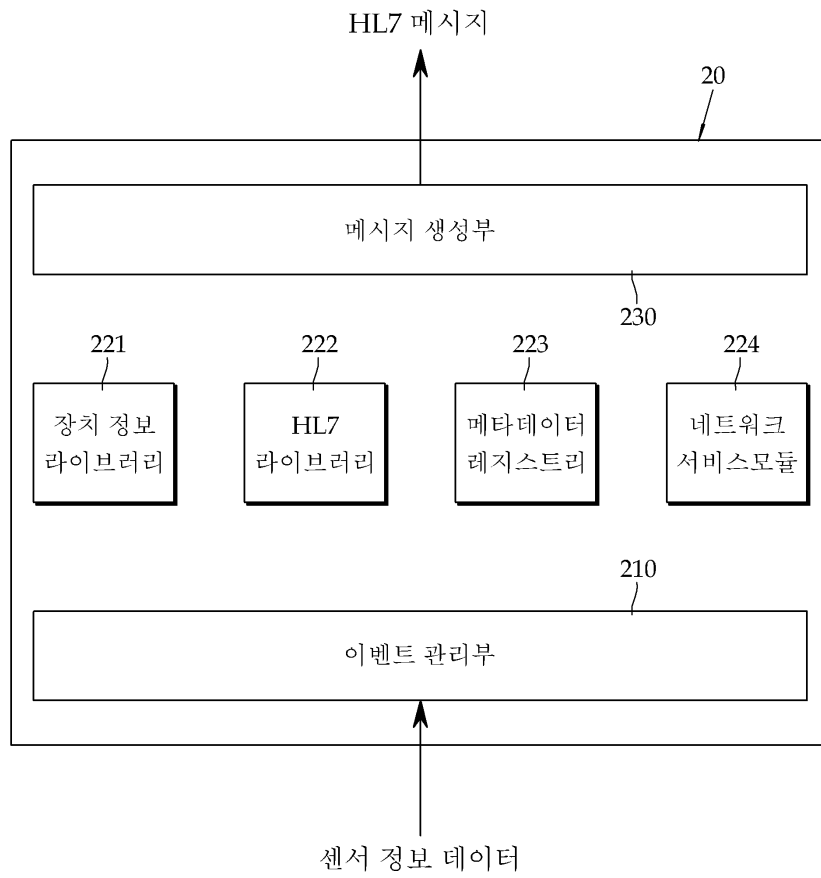 HL7 메시지
20
메시지 생성부
230
221
222
223
224
장치 정보
라이브러리
HL7
라이브러리
메타데이터
레지스트리
네트워크
서비스모듈
210
이벤트 관리부
센서 정보 데이터